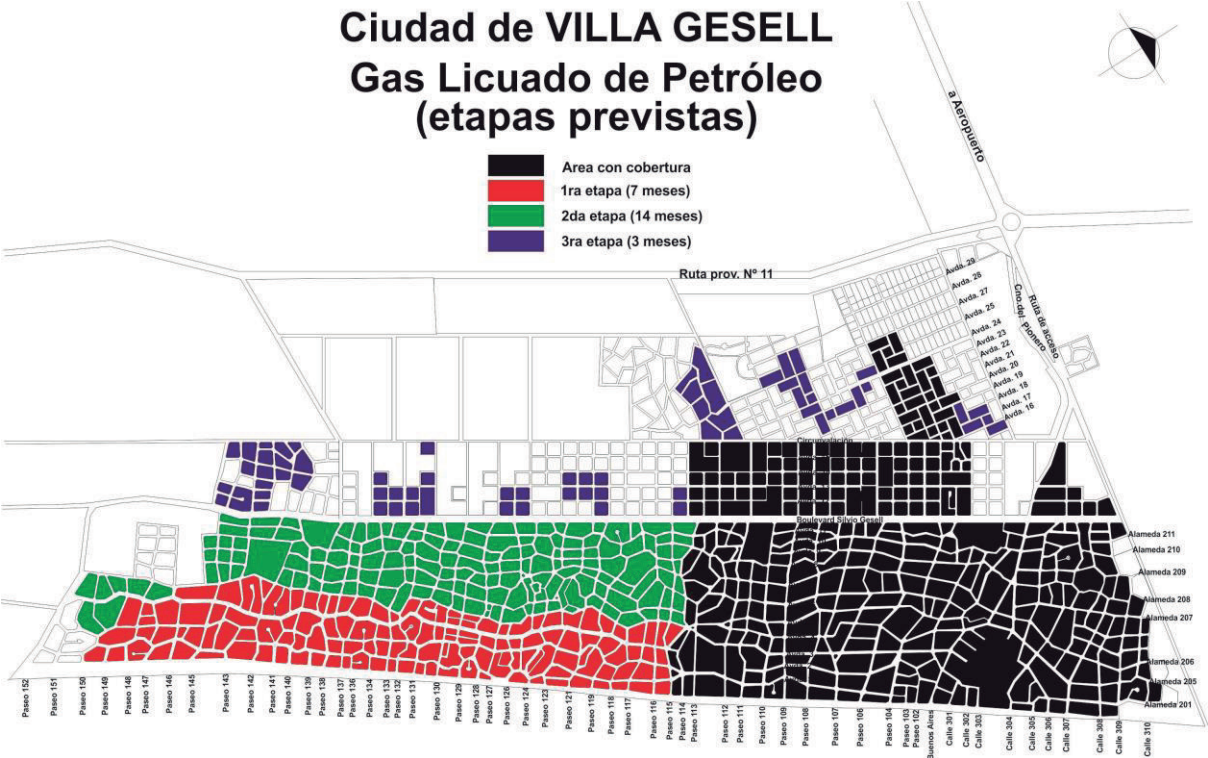 Ciudad de VILLA GESELL
Gas Licuado de Petróleo
(etapas previstas)
Area con cobertura
1ra etapa (7 meses)
2da etapa (14 meses)
3ra etapa (3 meses)
a Aeropuerto
Ruta prov. Nº 11
Avda. 29
Avda. 28
Avda. 27
Avda. 25
Avda. 24
Avda. 23
Avda. 22
Avda. 21
Avda. 20
Avda. 19
Avda. 18
Avda. 17
Avda. 16
Cno.del Pionero
Ruta de acceso
Circunvalación
Boulevard Silvio Gesell
Alameda 211
Alameda 210
Alameda 209
Alameda 208
Alameda 207
Alameda 206
Alameda 205
Alameda 201
Paseo 152
Paseo 151
Paseo 150
Paseo 149
Paseo 148
Paseo 147
Paseo 146
Paseo 145
Paseo 143
Paseo 142
Paseo 141
Paseo 140
Paseo 139
Paseo 138
Paseo 137
Paseo 136
Paseo 134
Paseo 133
Paseo 132
Paseo 131
Paseo 130
Paseo 129
Paseo 128
Paseo 127
Paseo 126
Paseo 124
Paseo 123
Paseo 121
Paseo 119
Paseo 118
Paseo 117
Paseo 116
Paseo 115
Paseo 114
Paseo 113
Paseo 112
Paseo 111
Paseo 110
Paseo 109
Paseo 108
Paseo 107
Paseo 106
Paseo 104
Paseo 103
Paseo 102
Buenos Aires
Calle 301
Calle 302
Calle 303
Calle 304
Calle 305
Calle 306
Calle 307
Calle 308
Calle 309
Calle 310